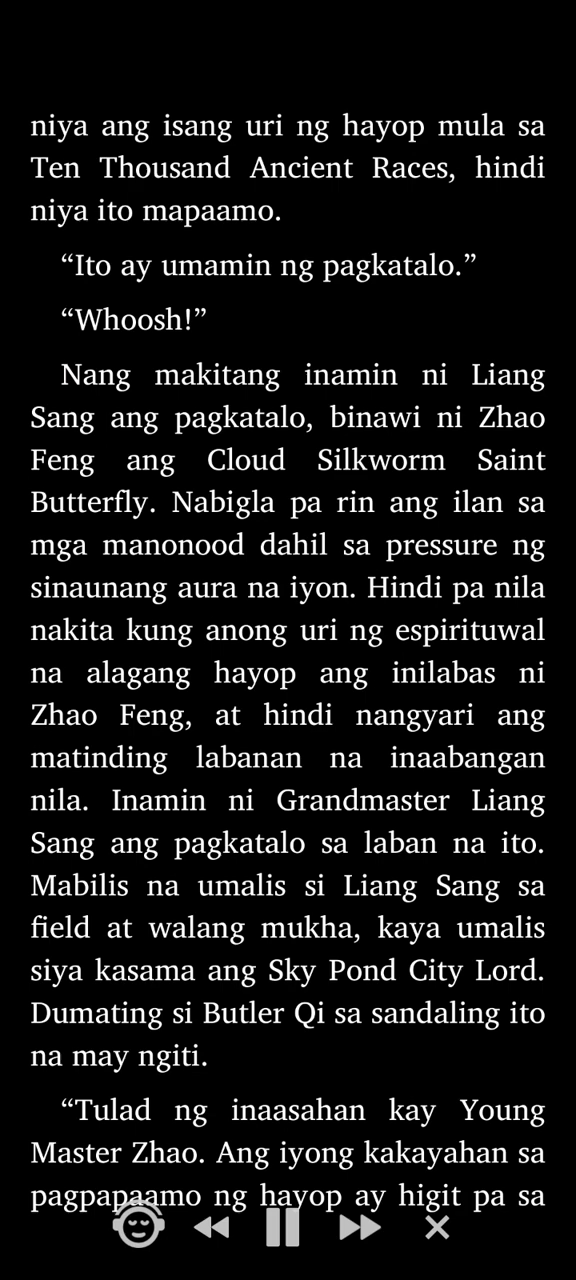 niya ang isang uri ng hayop mula sa
Ten Thousand Ancient Races, hindi
niya ito mapaamo.
“Ito ay umamin ng pagkatalo.”
“Whoosh!”
Nang makitang inamin ni Liang
Sang ang pagkatalo, binawi ni Zhao
Feng ang Cloud Silkworm Saint
Butterfly. Nabigla pa rin ang ilan sa
mga manonood dahil sa pressure ng
sinaunang aura na iyon. Hindi pa nila
nakita kung anong uri ng espirituwal
na alagang hayop ang inilabas ni
Zhao Feng, at hindi nangyari ang
matinding labanan na inaabangan
nila. Inamin ni Grandmaster Liang
Sang ang pagkatalo sa laban na ito.
Mabilis na umalis si Liang Sang sa
field at walang mukha, kaya umalis
siya kasama ang Sky Pond City Lord.
Dumating si Butler Qi sa sandaling ito
na may ngiti.
“Tulad ng inaasahan kay Young
Master Zhao. Ang iyong kakayahan sa
pagpapaamo ng hayop ay higit pa sa